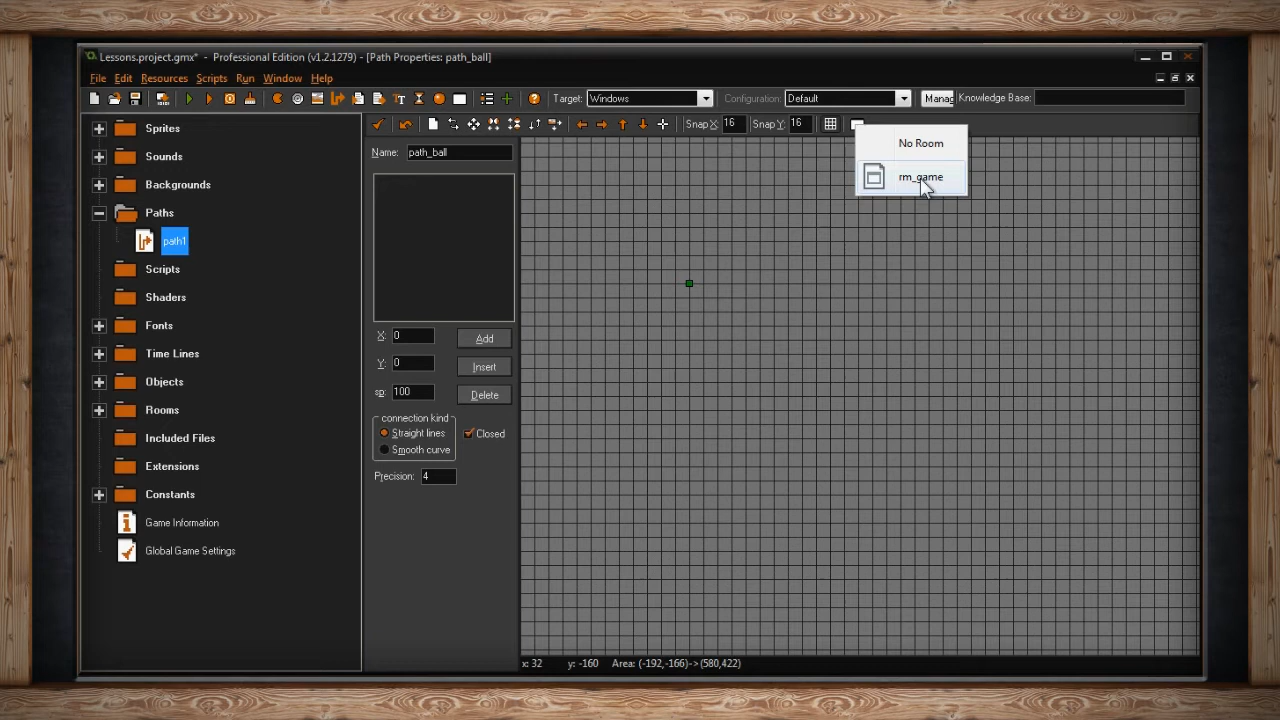 Lessons.project.gmx* - Professional Edition (v1.2.1279) - [Path Properties: path_ball]
File Edit Resources Scripts Run Window Help
Target: Windows Configuration: Default Manag Knowledge Base:
Snap X: 16 Snap Y: 16
No Room
rm_game
Sprites
Sounds
Backgrounds
Paths
path1
Scripts
Shaders
Fonts
Time Lines
Objects
Rooms
Included Files
Extensions
Constants
Game Information
Global Game Settings
Name: path_ball
X: 0 Add
Y: 0 Insert
sp: 100 Delete
connection kind
Straight lines Closed
Smooth curve
Precision: 4
x: 32 y: -160 Area: (-192,-166)->(580,422)